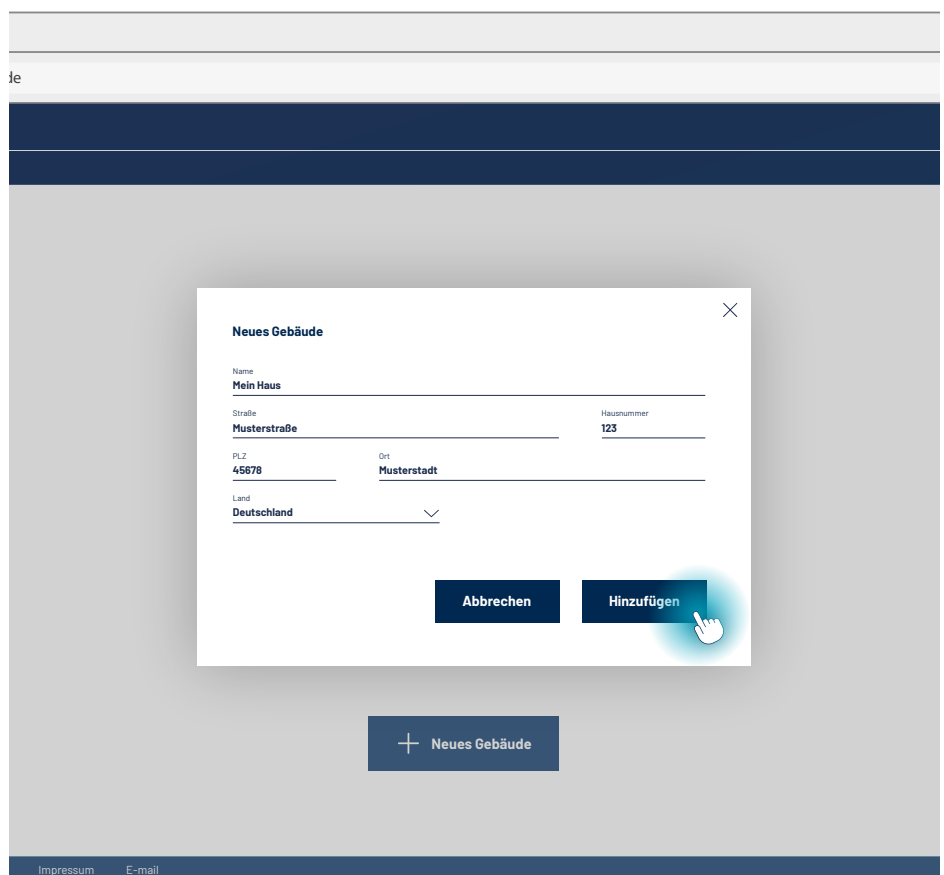 de
Neues Gebäude
Name
Mein Haus
Straße Hausnummer
Musterstraße 123
PLZ Ort
45678 Musterstadt
Land
Deutschland
Abbrechen Hinzufügen
Neues Gebäude
Impressum E-mail